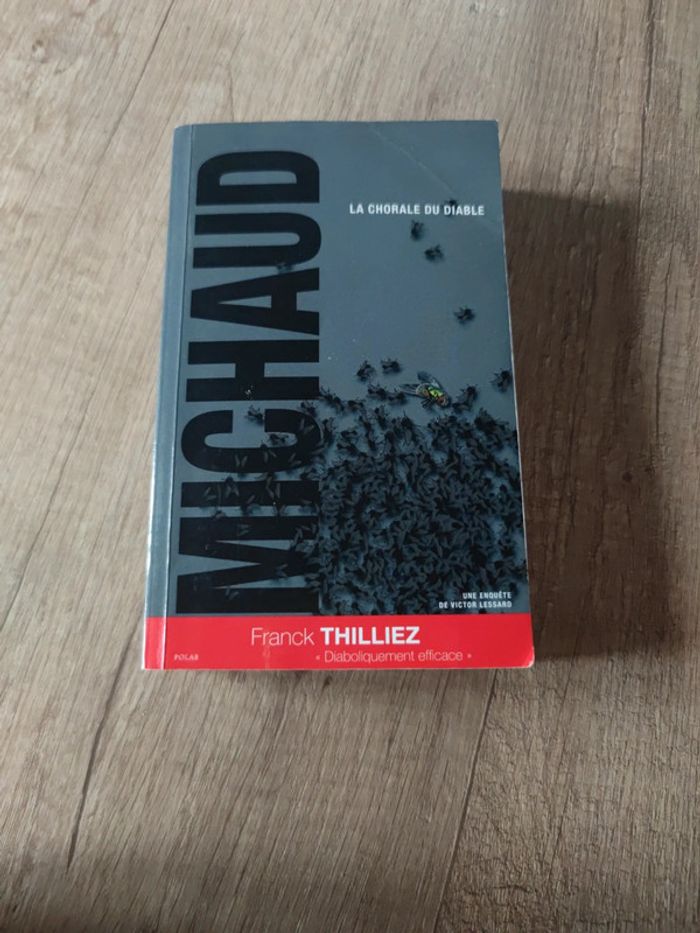 MICHAUD
LA CHORALE DU DIABLE
UNE ENQUÊTE
DE VICTOR LESSARD
Franck THILLIEZ
« Diaboliquement efficace »
POLAR